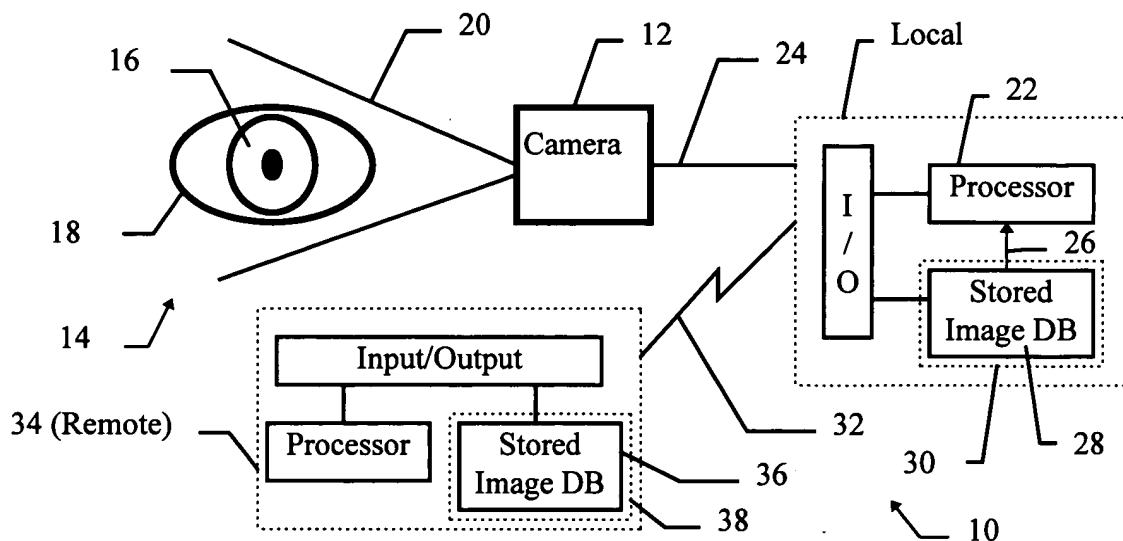 20
12
Local
16
24
22
Camera
Processor
I
/
O
18
26
Stored
Image DB
14
Input/Output
34 (Remote)
Processor
Stored
Image DB
32
30
28
36
38
10